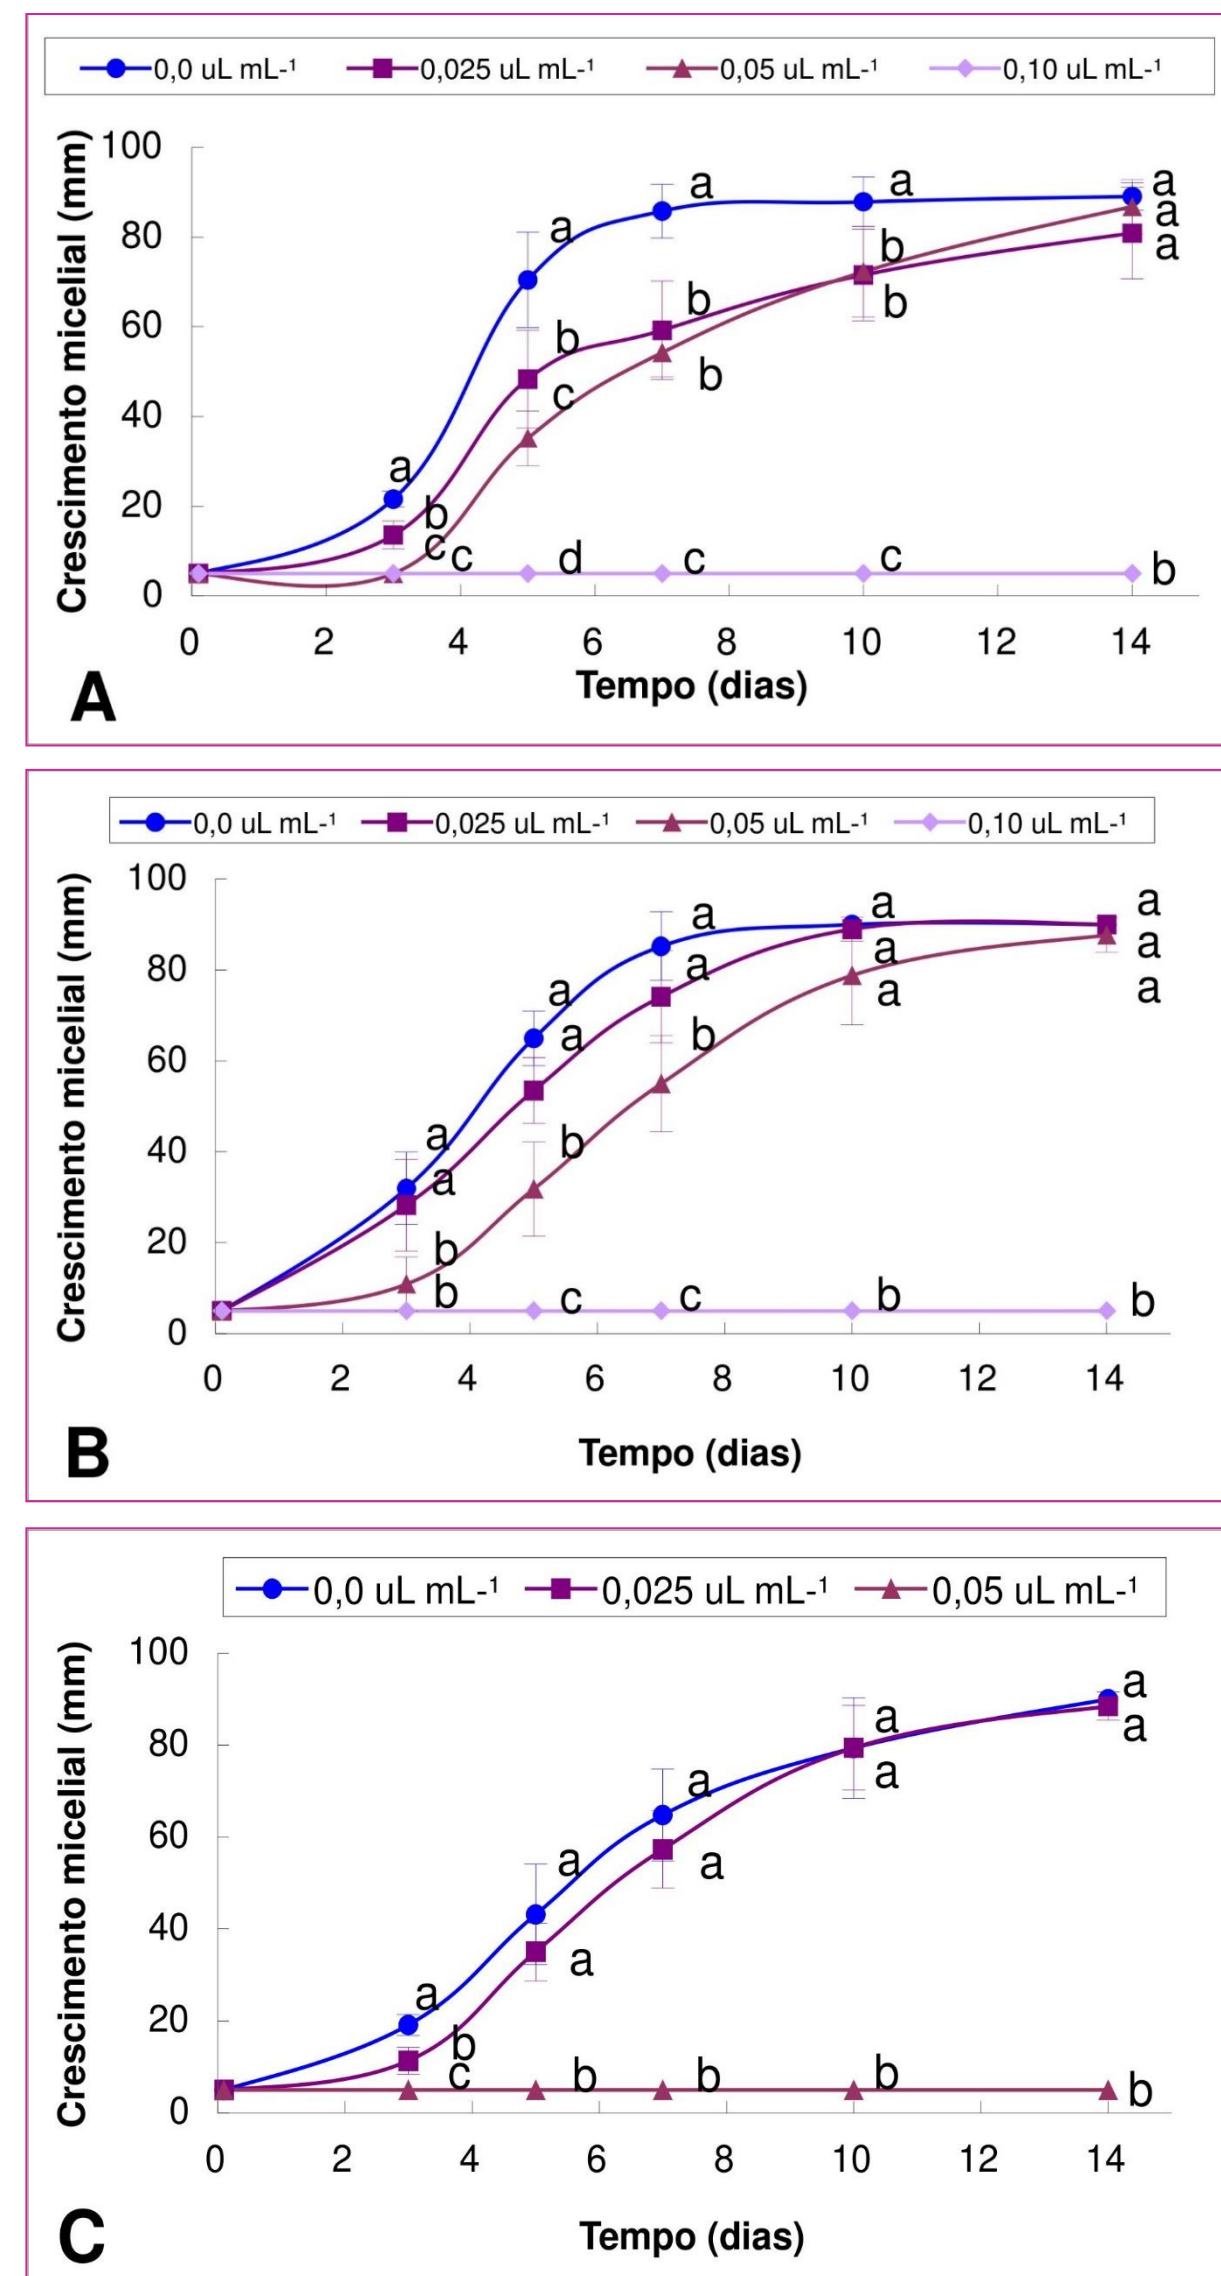 0,0 uL mL-¹ 0,025 uL mL-¹ 0,05 uL mL-¹ 0,10 uL mL-¹
Crescimento micelial (mm)
100
80
60
40
20
0
a
a
a
a
a
a
a
b
b
b
b
b
c
b
c
c
d
c
c
b
0 2 4 6 8 10 12 14
Tempo (dias)
A
0,0 uL mL-¹ 0,025 uL mL-¹ 0,05 uL mL-¹ 0,10 uL mL-¹
Crescimento micelial (mm)
100
80
60
40
20
0
a
a
a
a
a
a
a
a
a
a
a
a
b
b
b
b
c
c
b
b
0 2 4 6 8 10 12 14
Tempo (dias)
B
0,0 uL mL-¹ 0,025 uL mL-¹ 0,05 uL mL-¹
Crescimento micelial (mm)
100
80
60
40
20
0
a
a
a
a
a
a
a
a
a
b
c
b
b
b
b
0 2 4 6 8 10 12 14
Tempo (dias)
C